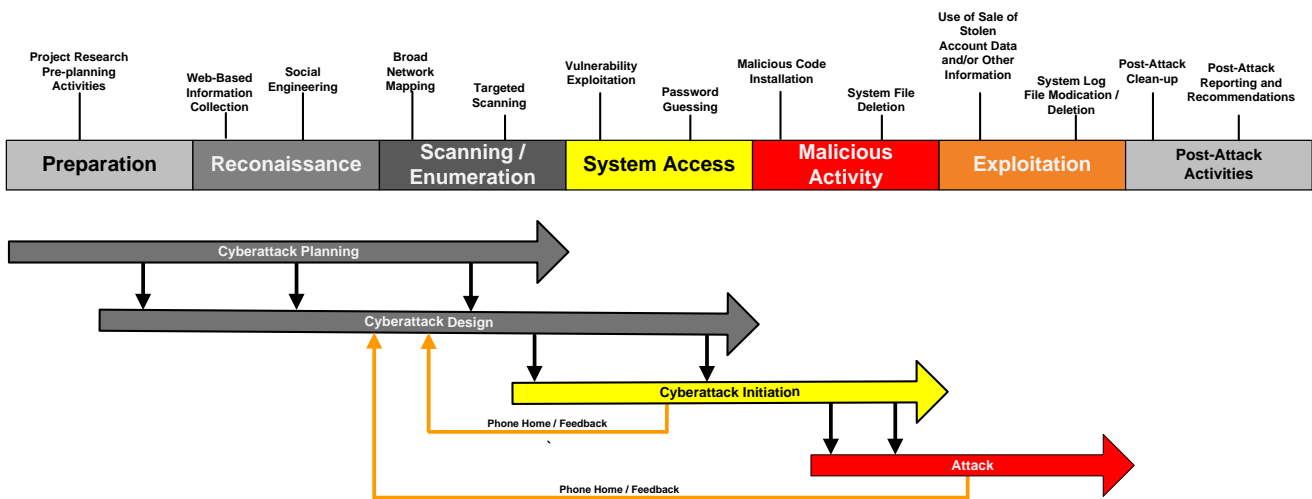 Project Research
Pre-planning
Activities
Web-Based
Information
Collection
Social
Engineering
Broad
Network
Mapping
Targeted
Scanning
Vulnerability
Exploitation
Password
Guessing
Malicious Code
Installation
System File
Deletion
Use of Sale of
Stolen
Account Data
and/or Other
Information
System Log
File Modication /
Deletion
Post-Attack
Clean-up
Post-Attack
Reporting and
Recommendations
Preparation
Reconaissance
Scanning /
Enumeration
System Access
Malicious
Activity
Exploitation
Post-Attack
Activities
Cyberattack Planning
Cyberattack Design
Cyberattack Initiation
Phone Home / Feedback
`
Attack
Phone Home / Feedback